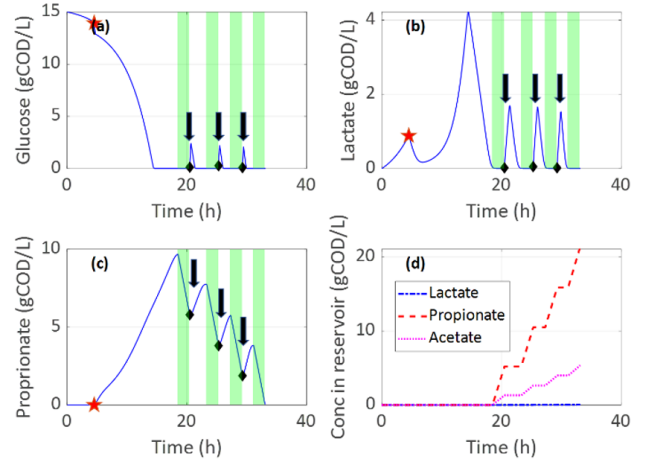 (a)
Glucose (gCOD/L)
15
10
5
0
0
20
40
Time (h)
(b)
Lactate (gCOD/L)
4
2
0
0
20
40
Time (h)
(c)
Proprionate (gCOD/L)
10
5
0
0
20
40
Time (h)
(d)
Conc in reservoir (gCOD/L)
20
10
0
Lactate
Propionate
Acetate
0
20
40
Time (h)